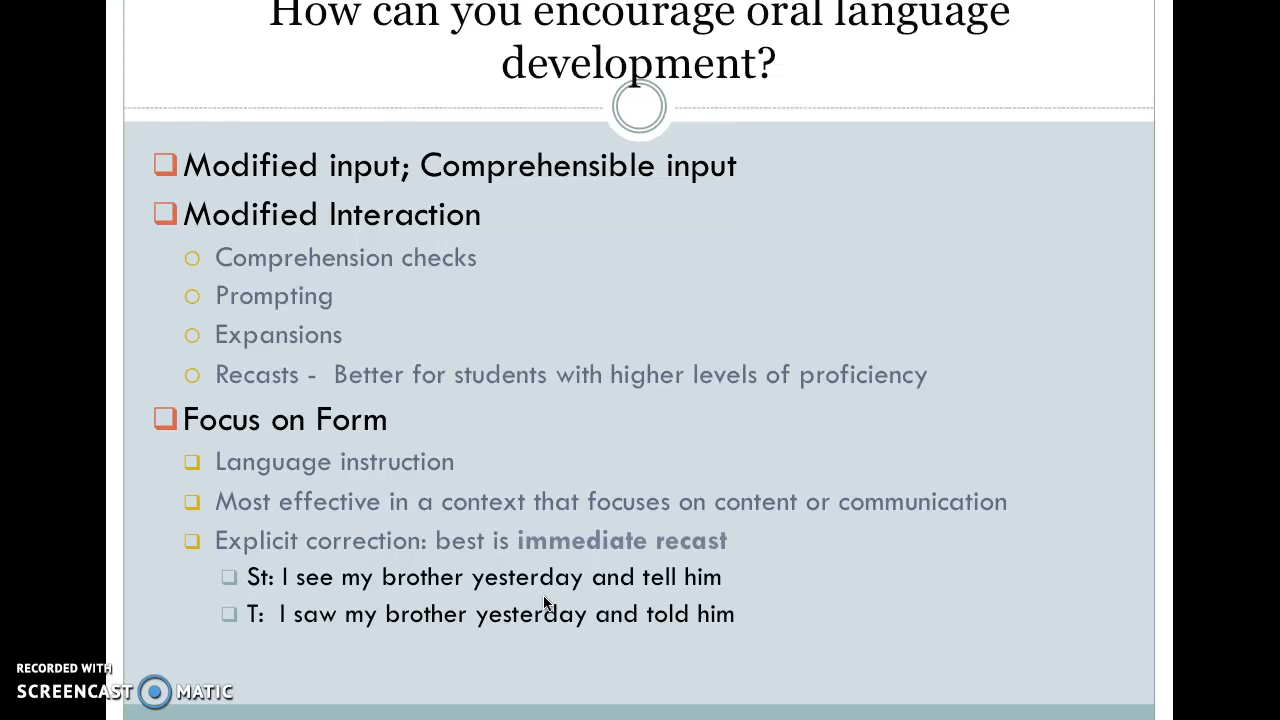 How can you encourage oral language
development?
Modified input; Comprehensible input
Modified Interaction
Comprehension checks
Prompting
Expansions
Recasts - Better for students with higher levels of proficiency
Focus on Form
Language instruction
Most effective in a context that focuses on content or communication
Explicit correction: best is immediate recast
St: I see my brother yesterday and tell him
T: I saw my brother yesterday and told him
RECORDED WITH
SCREENCAST MATIC